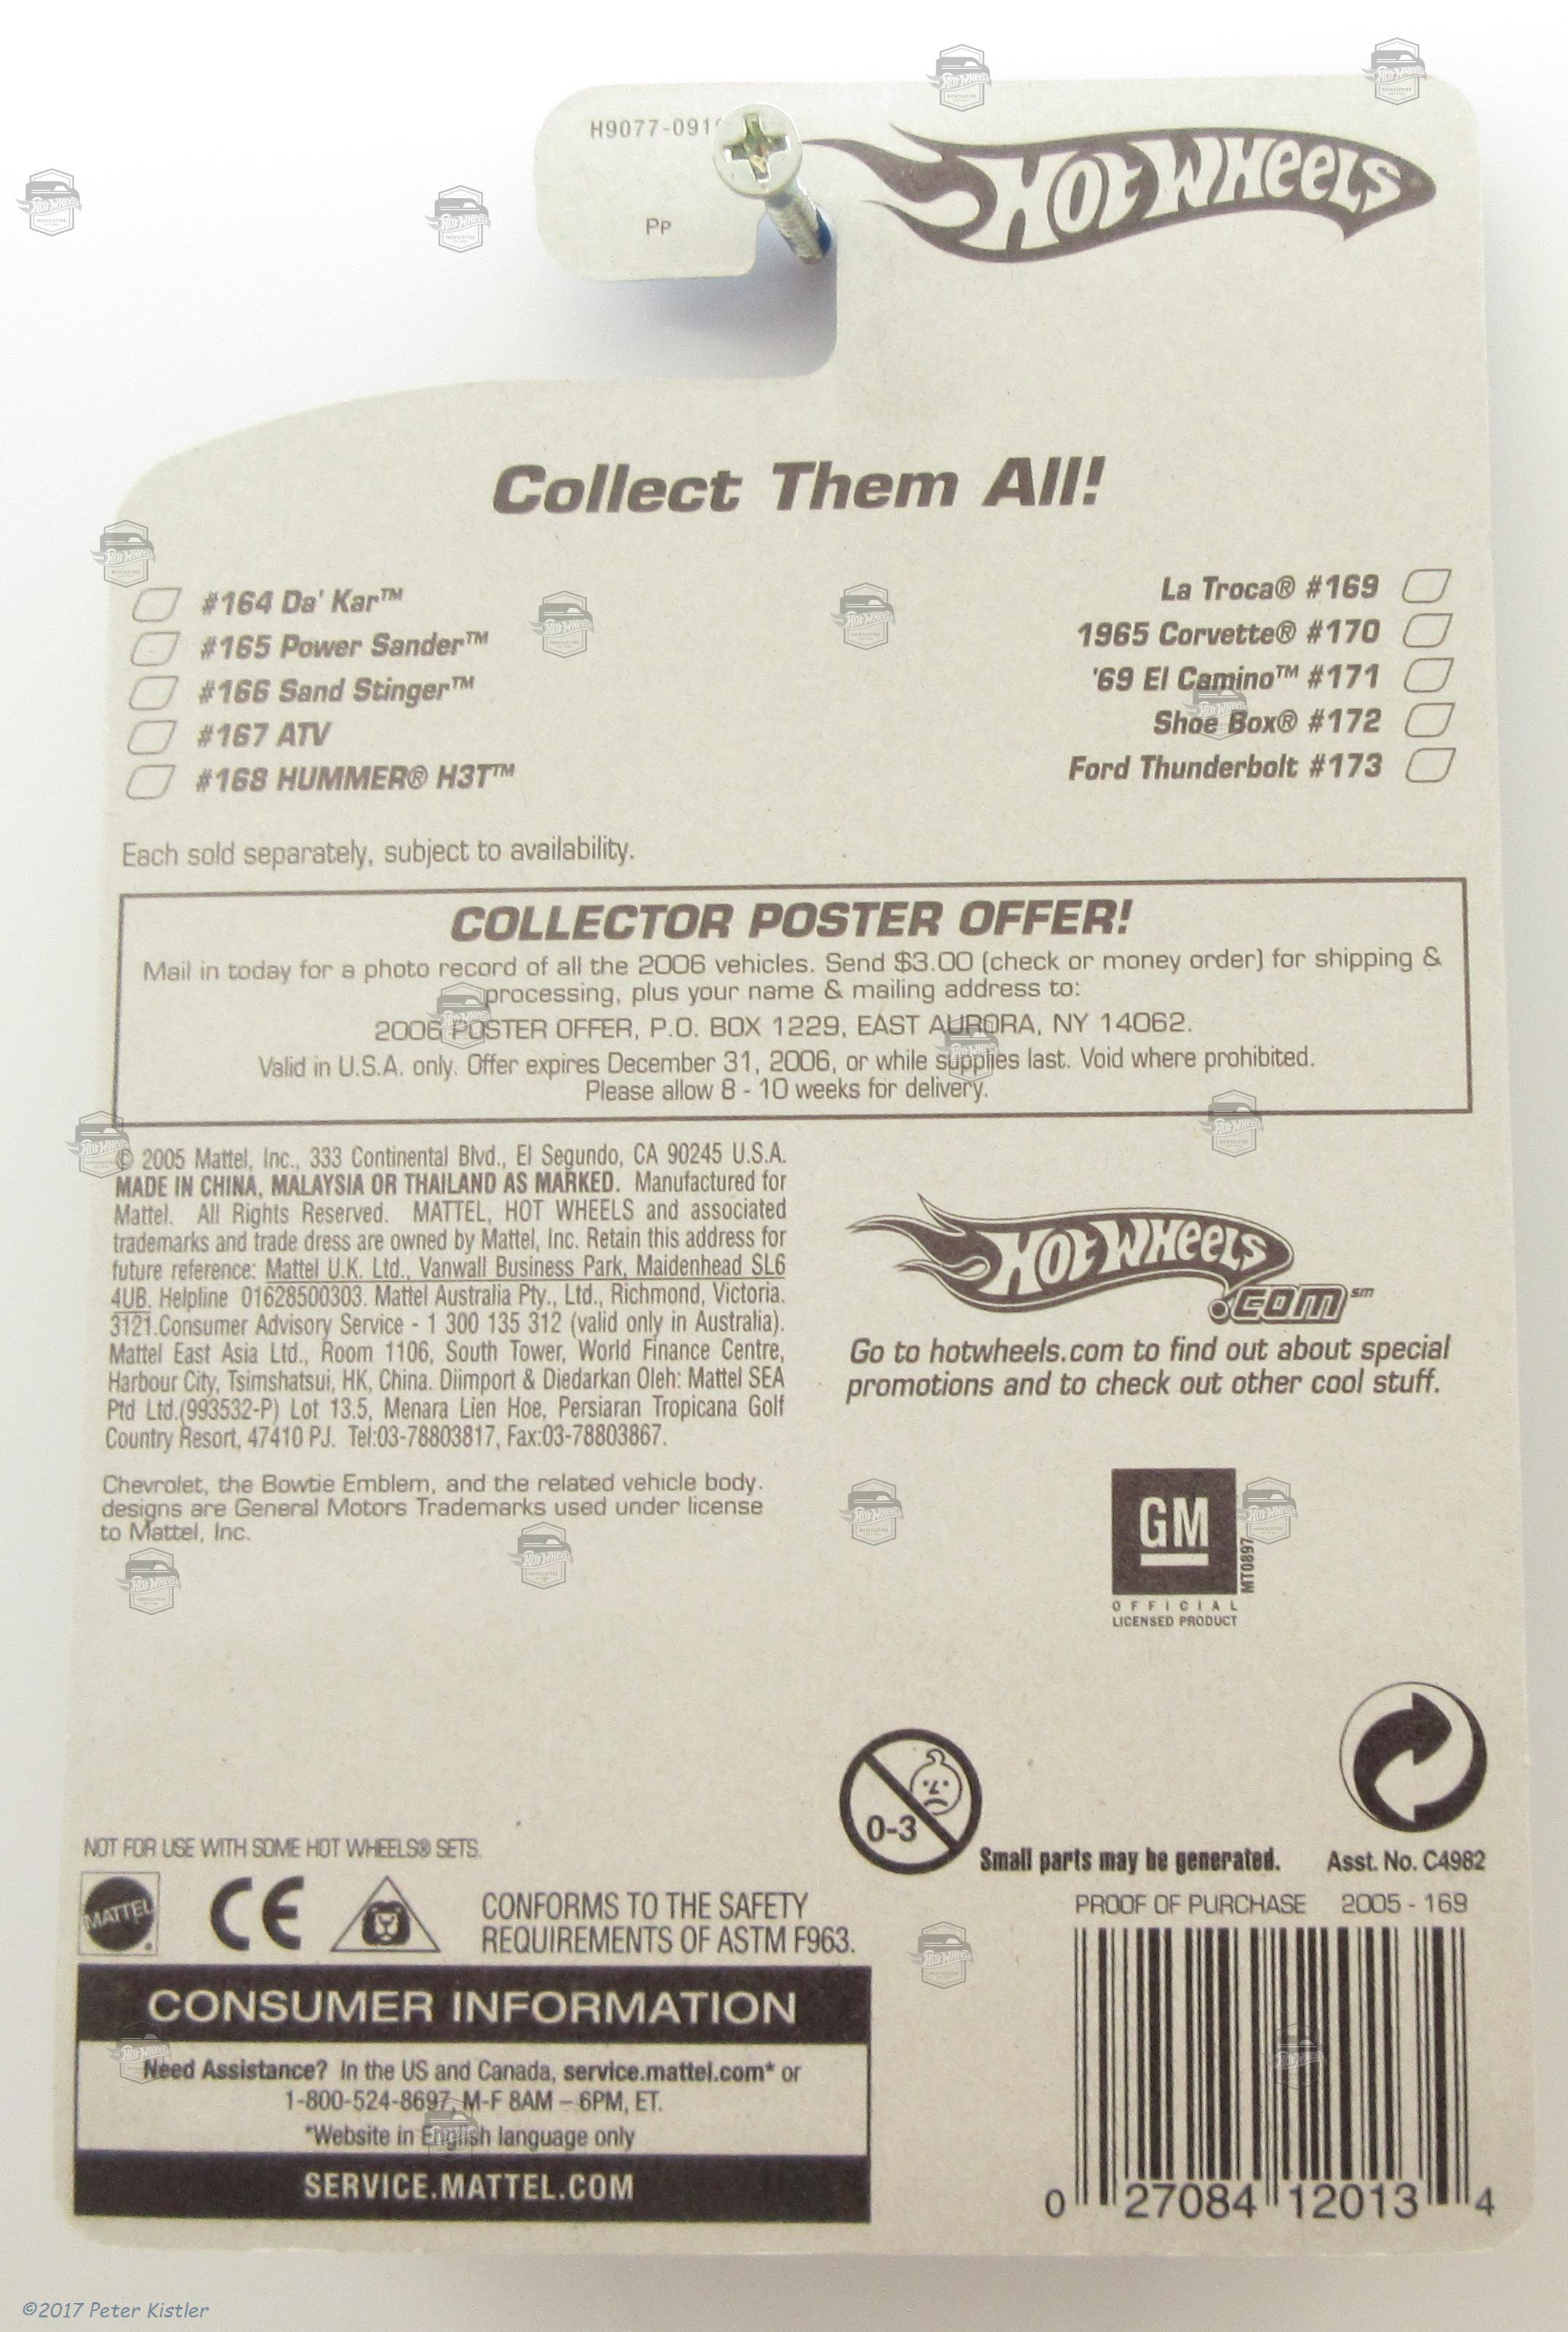 H9077-091
Pp
HOT WHEELS
Collect Them All!
#164 Da' Kar™
#165 Power Sander™
#166 Sand Stinger™
#167 ATV
#168 HUMMER® H3T™
La Troca® #169
1965 Corvette® #170
'69 El Camino™ #171
Shoe Box® #172
Ford Thunderbolt #173
Each sold separately, subject to availability.
COLLECTOR POSTER OFFER!
Mail in today for a photo record of all the 2006 vehicles. Send $3.00 (check or money order) for shipping &
processing, plus your name & mailing address to:
2006 POSTER OFFER, P.O. BOX 1229, EAST AURORA, NY 14062.
Valid in U.S.A. only. Offer expires December 31, 2006, or while supplies last. Void where prohibited.
Please allow 8 - 10 weeks for delivery.
© 2005 Mattel, Inc., 333 Continental Blvd., El Segundo, CA 90245 U.S.A.
MADE IN CHINA, MALAYSIA OR THAILAND AS MARKED. Manufactured for
Mattel. All Rights Reserved. MATTEL, HOT WHEELS and associated
trademarks and trade dress are owned by Mattel, Inc. Retain this address for
future reference: Mattel U.K. Ltd., Vanwall Business Park, Maidenhead SL6
4UB. Helpline 01628500303. Mattel Australia Pty., Ltd., Richmond, Victoria.
3121.Consumer Advisory Service - 1 300 135 312 (valid only in Australia).
Mattel East Asia Ltd., Room 1106, South Tower, World Finance Centre,
Harbour City, Tsimshatsui, HK, China. Diimport & Diedarkan Oleh: Mattel SEA
Ptd Ltd.(993532-P) Lot 13.5, Menara Lien Hoe, Persiaran Tropicana Golf
Country Resort, 47410 PJ. Tel:03-78803817, Fax:03-78803867.
Chevrolet, the Bowtie Emblem, and the related vehicle body.
designs are General Motors Trademarks used under license
to Mattel, Inc.
HOT WHEELS
.com℠
Go to hotwheels.com to find out about special
promotions and to check out other cool stuff.
GM
MT0897
OFFICIAL
LICENSED PRODUCT
0-3
Small parts may be generated.
Asst. No. C4982
NOT FOR USE WITH SOME HOT WHEELS® SETS.
MATTEL
CE
CONFORMS TO THE SAFETY
REQUIREMENTS OF ASTM F963.
PROOF OF PURCHASE 2005 - 169
0 27084 12013 4
CONSUMER INFORMATION
Need Assistance? In the US and Canada, service.mattel.com* or
1-800-524-8697, M-F 8AM – 6PM, ET.
*Website in English language only
SERVICE.MATTEL.COM
©2017 Peter Kistler